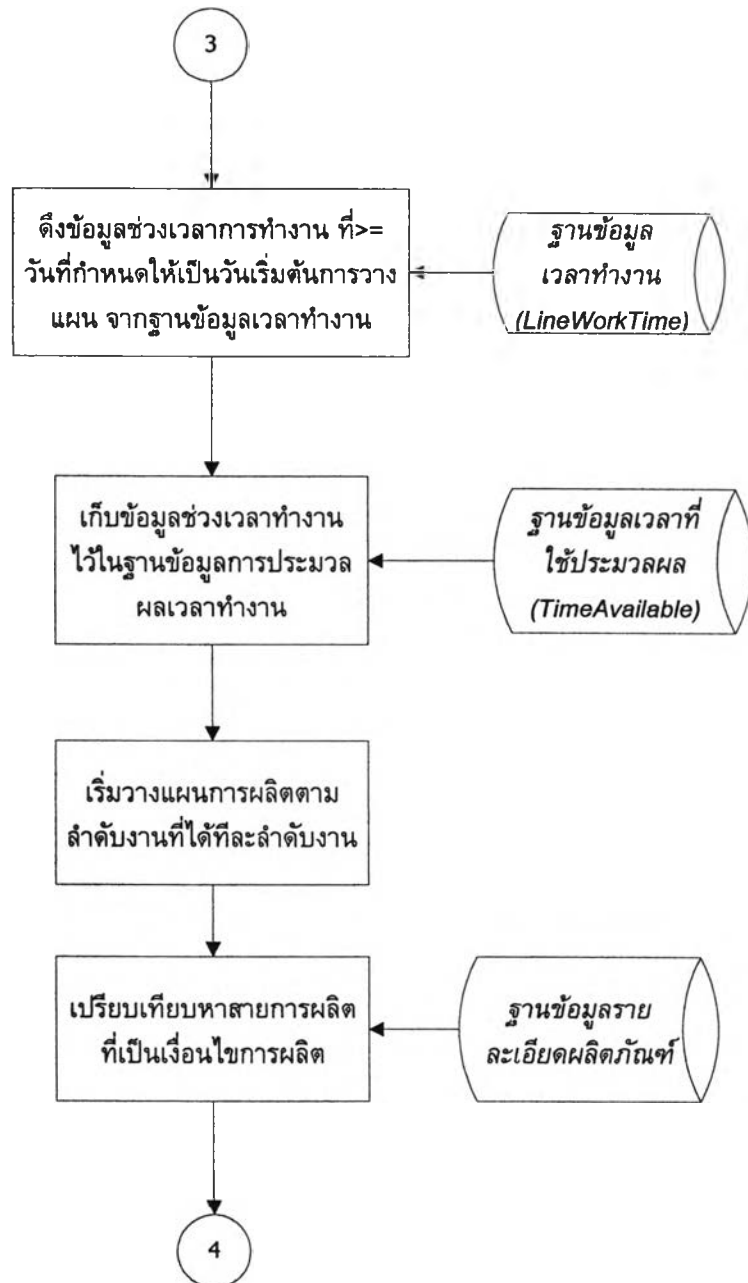 3
ดึงข้อมูลช่วงเวลาการทำงาน ที่>=
วันที่กำหนดให้เป็นวันเริ่มต้นการวาง
แผน จากฐานข้อมูลเวลาทำงาน
ฐานข้อมูล
เวลาทำงาน
(LineWorkTime)
เก็บข้อมูลช่วงเวลาทำงาน
ไว้ในฐานข้อมูลการประมวล
ผลเวลาทำงาน
ฐานข้อมูลเวลาที่
ใช้ประมวลผล
(TimeAvailable)
เริ่มวางแผนการผลิตตาม
ลำดับงานที่ได้ทีละลำดับงาน
เปรียบเทียบหาสายการผลิต
ที่เป็นเงื่อนไขการผลิต
ฐานข้อมูลราย
ละเอียดผลิตภัณฑ์
4